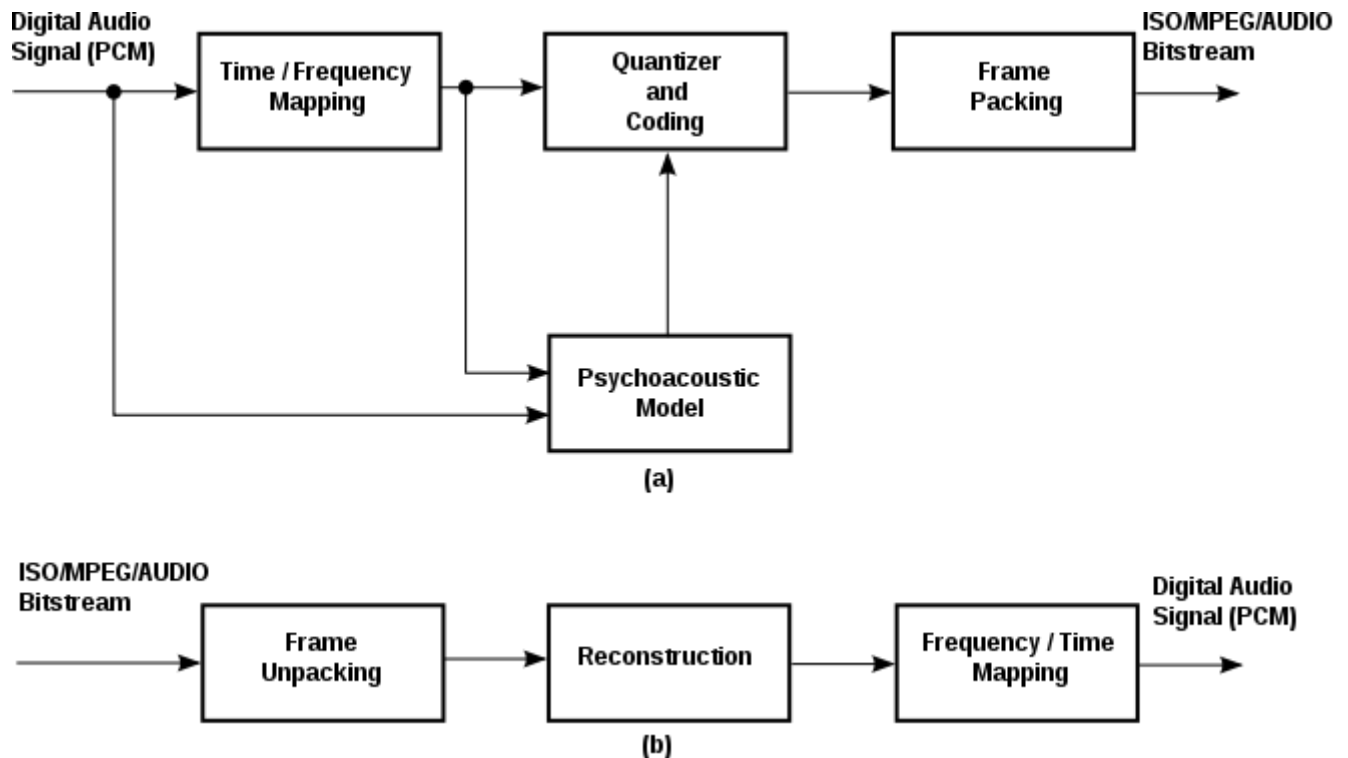 Digital Audio
Signal (PCM)
Time / Frequency
Mapping
Quantizer
and
Coding
Frame
Packing
ISO/MPEG/AUDIO
Bitstream
Psychoacoustic
Model
(a)
ISO/MPEG/AUDIO
Bitstream
Frame
Unpacking
Reconstruction
Frequency / Time
Mapping
Digital Audio
Signal (PCM)
(b)